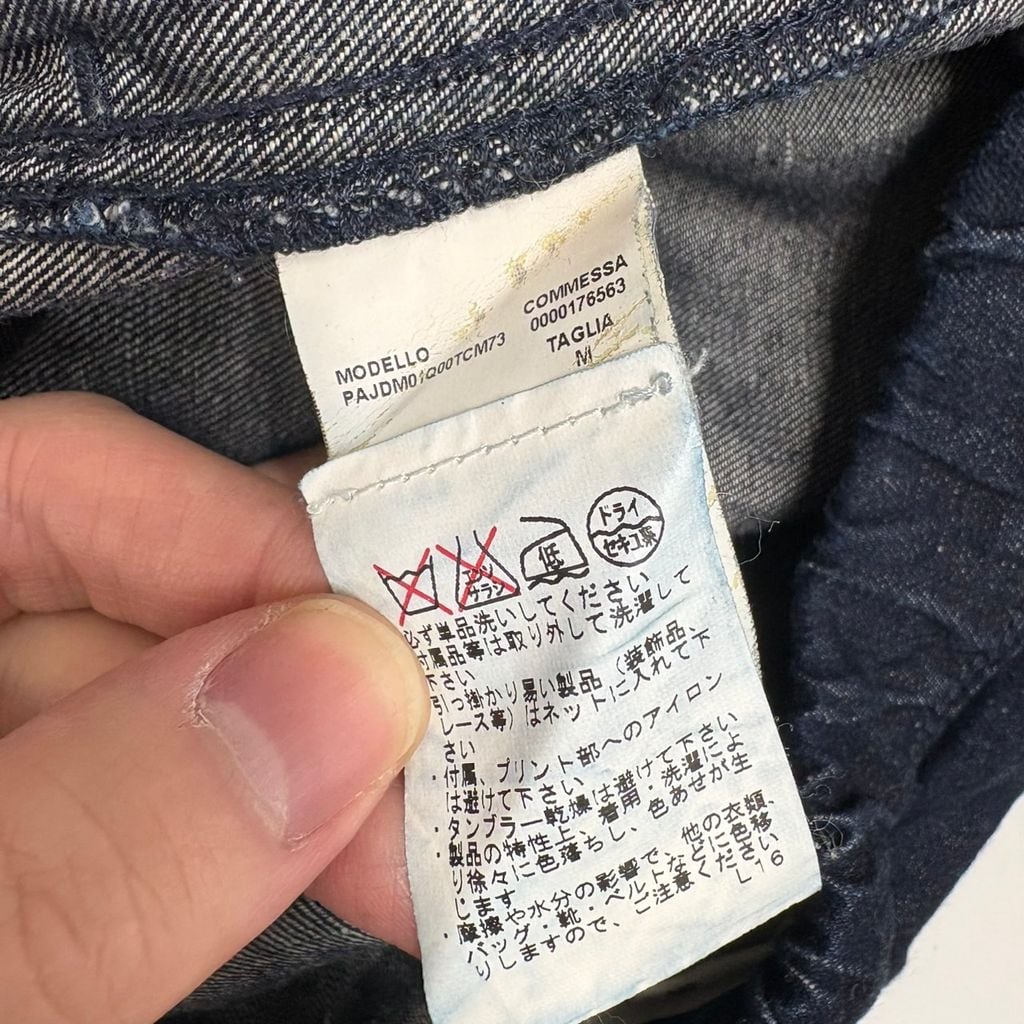 MODELLO
PAJDM01Q00TCM73
COMMESSA
0000176563
TAGLIA
M
エンソ
サラシ
低
ドライ
セキユ系
必ず単品洗いしてください
付属品等は取り外して洗濯して
下さい
引っ掛かり易い製品（装飾品、
レース等）はネットに入れて下
さい
・付属、プリント部へのアイロン
は避けて下さい
・タンブラー乾燥は避けて下さい
・製品の特性上、着用・洗濯によ
り徐々に色落ちし、色あせが生
じます
・摩擦や水分の影響で、他の衣類、
バッグ・靴・ベルトなどに色移
りしますので、ご注意ください。
L16